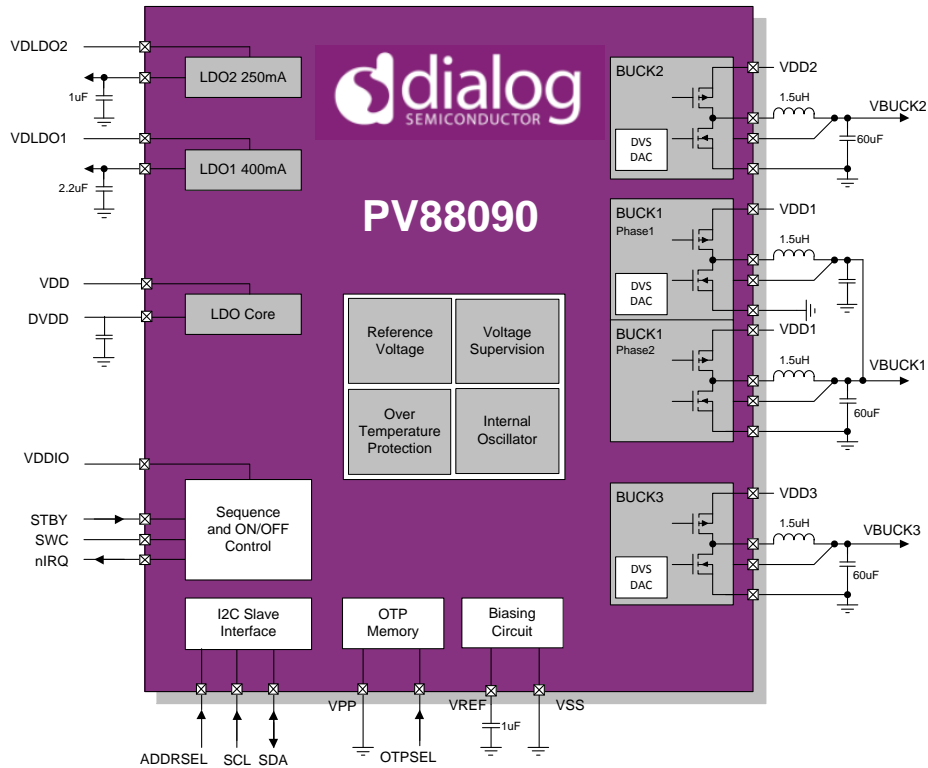 VDLDO2
LDO2 250mA
1uF
VDLDO1
LDO1 400mA
2.2uF
VDD
LDO Core
DVDD
VDDIO
STBY
SWC
nIRQ
Sequence
and ON/OFF
Control
dialog
SEMICONDUCTOR
PV88090
Reference
Voltage
Voltage
Supervision
Over
Temperature
Protection
Internal
Oscillator
BUCK2
DVS
DAC
VDD2
1.5uH
VBUCK2
60uF
BUCK1
Phase1
DVS
DAC
VDD1
1.5uH
BUCK1
Phase2
VDD1
1.5uH
VBUCK1
60uF
BUCK3
DVS
DAC
VDD3
1.5uH
VBUCK3
60uF
I2C Slave
Interface
OTP
Memory
Biasing
Circuit
VPP
VREF
VSS
1uF
ADDRSEL
SCL
SDA
OTPSEL